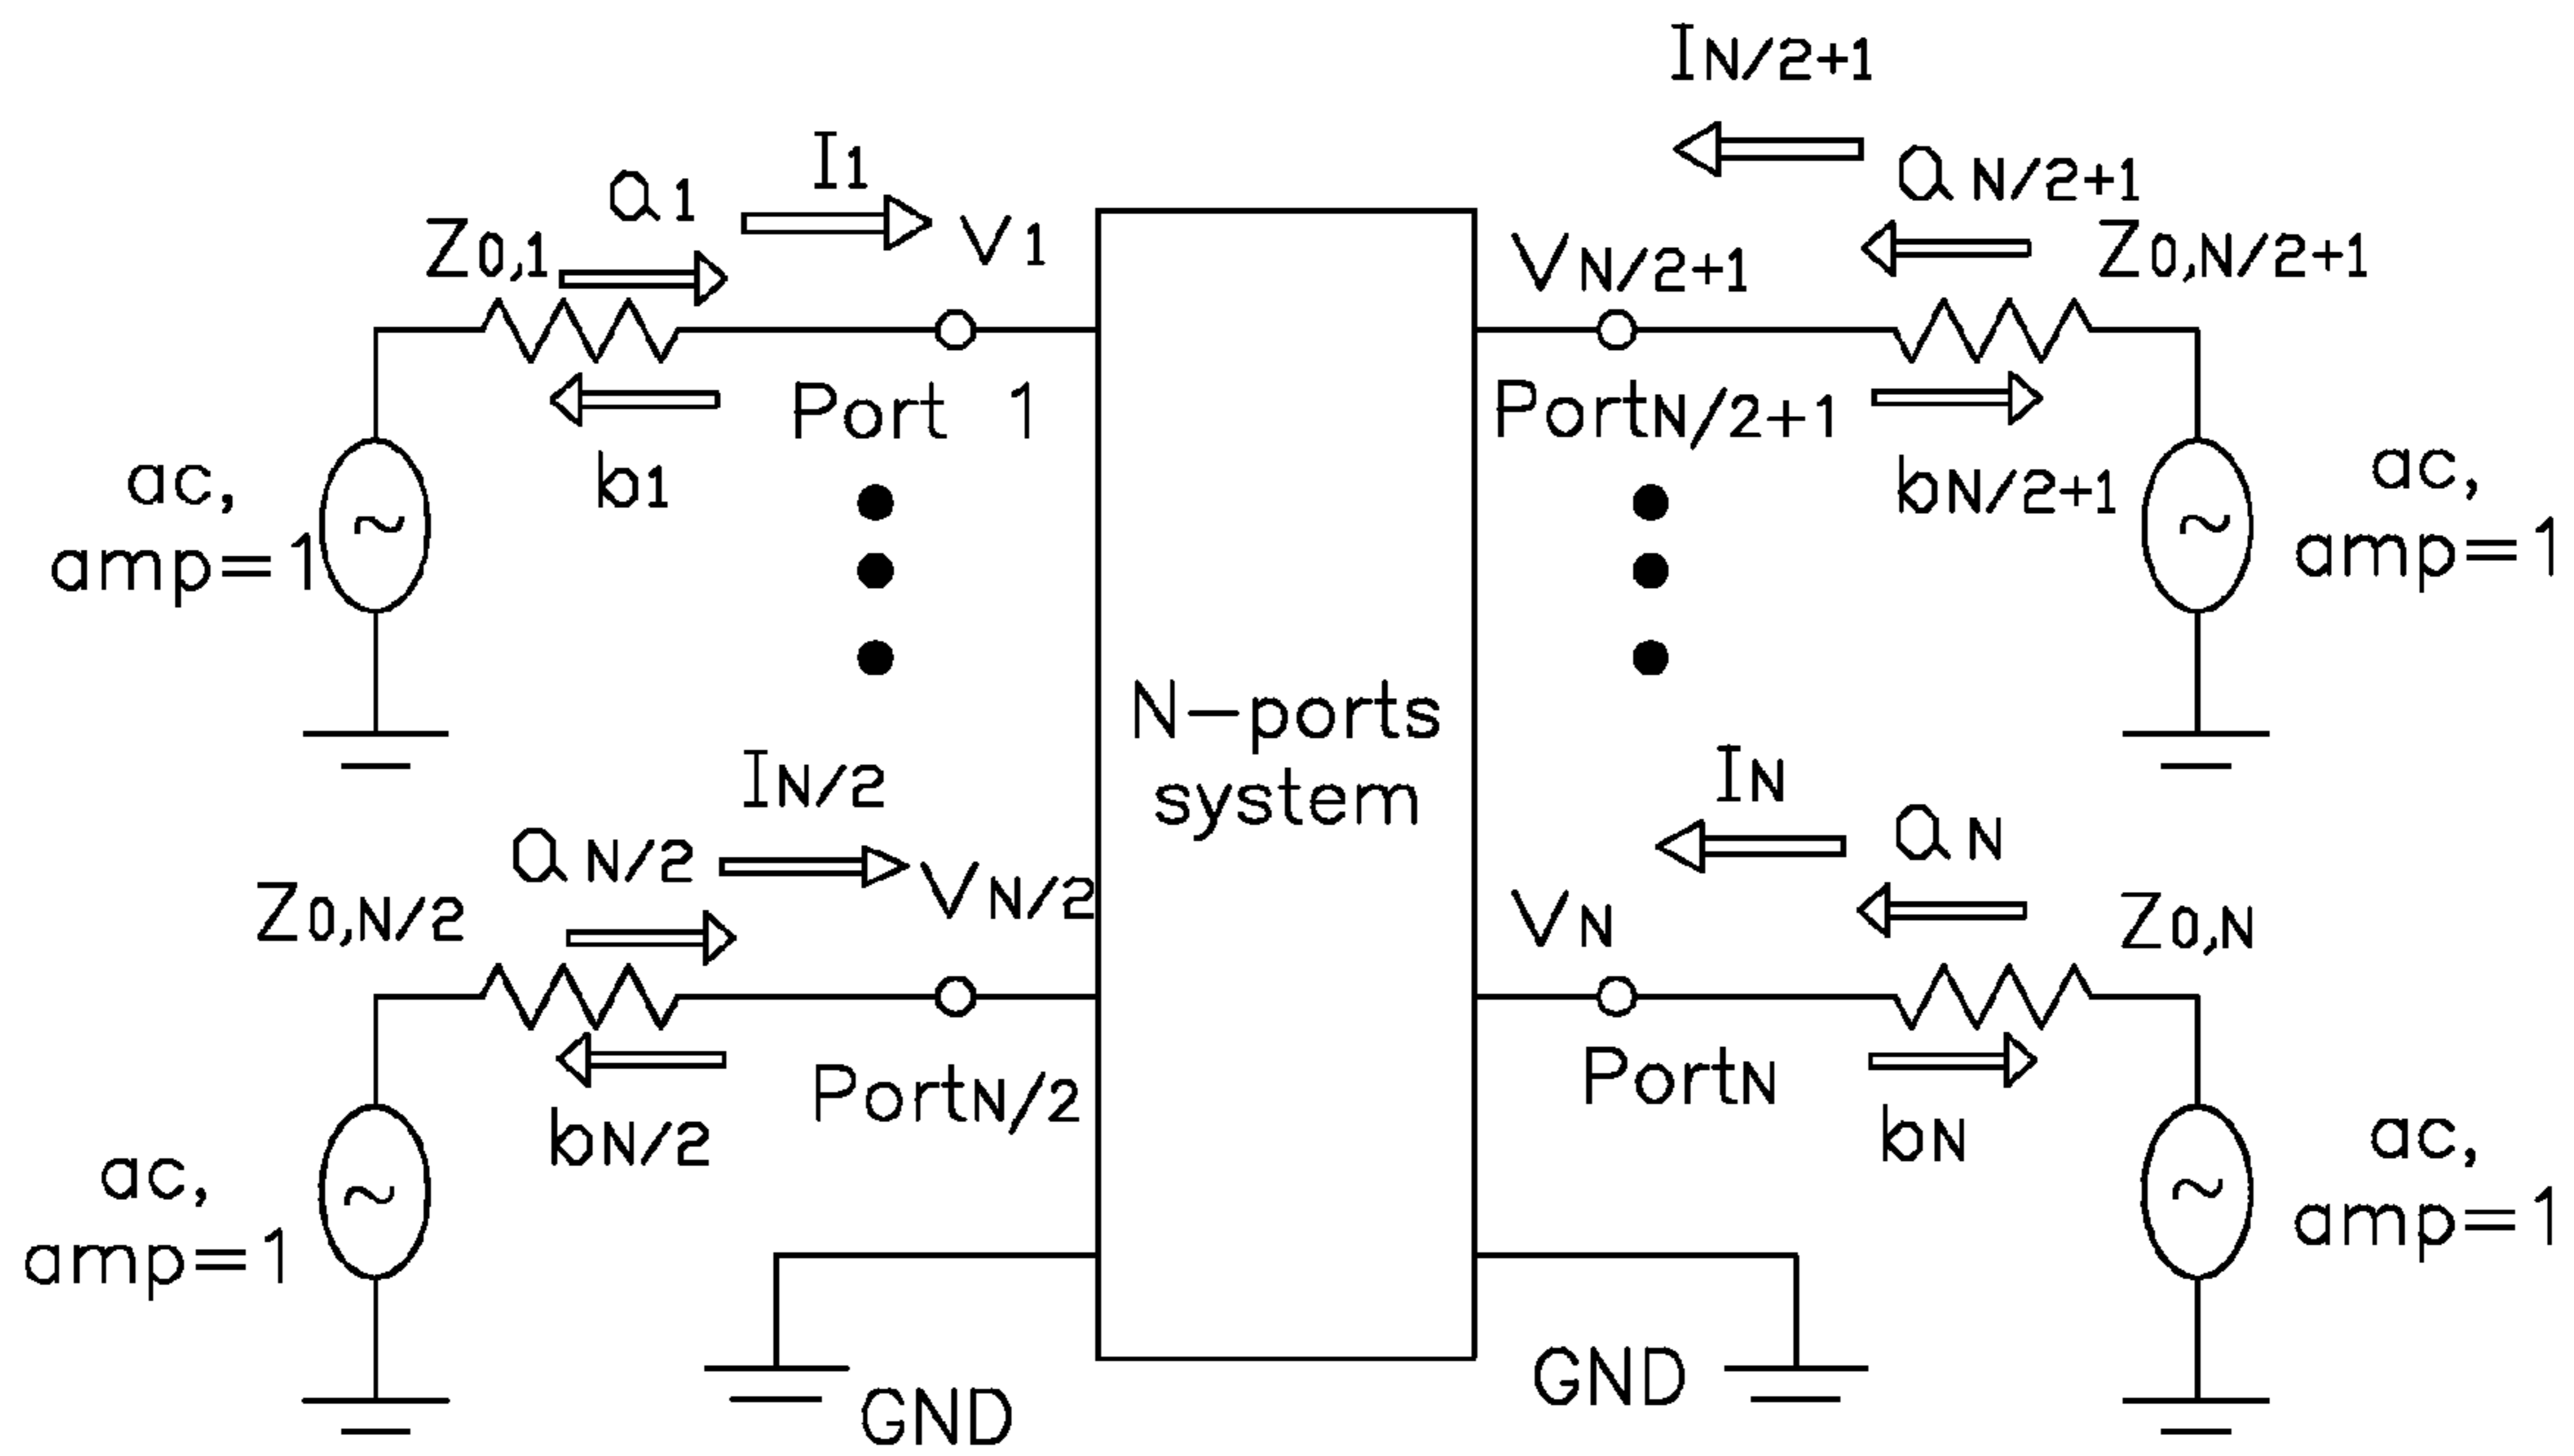 IN/2+1
I1
a1
aN/2+1
Z0,1
V1
VN/2+1
Z0,N/2+1
Port 1
PortN/2+1
b1
bN/2+1
ac,
amp=1
~
~
ac,
amp=1
N-ports
system
IN/2
IN
aN/2
aN
Z0,N/2
VN/2
VN
Z0,N
PortN/2
PortN
bN/2
bN
ac,
amp=1
~
~
ac,
amp=1
GND
GND